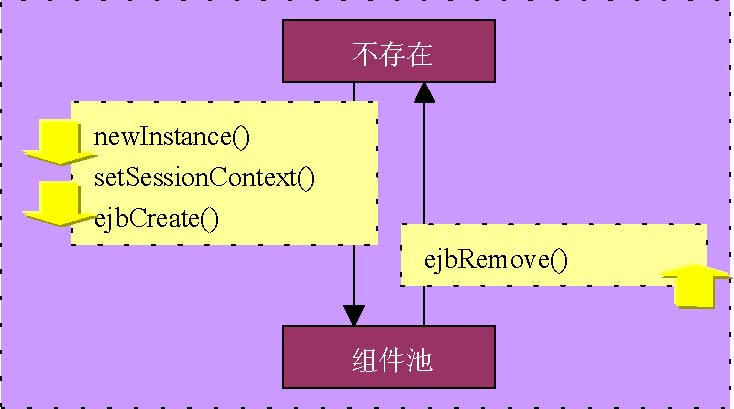 不存在
newInstance()
setSessionContext()
ejbCreate()
ejbRemove()
组件池